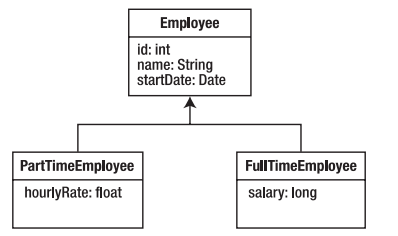 Employee
id: int
name: String
startDate: Date
PartTimeEmployee
hourlyRate: float
FullTimeEmployee
salary: long